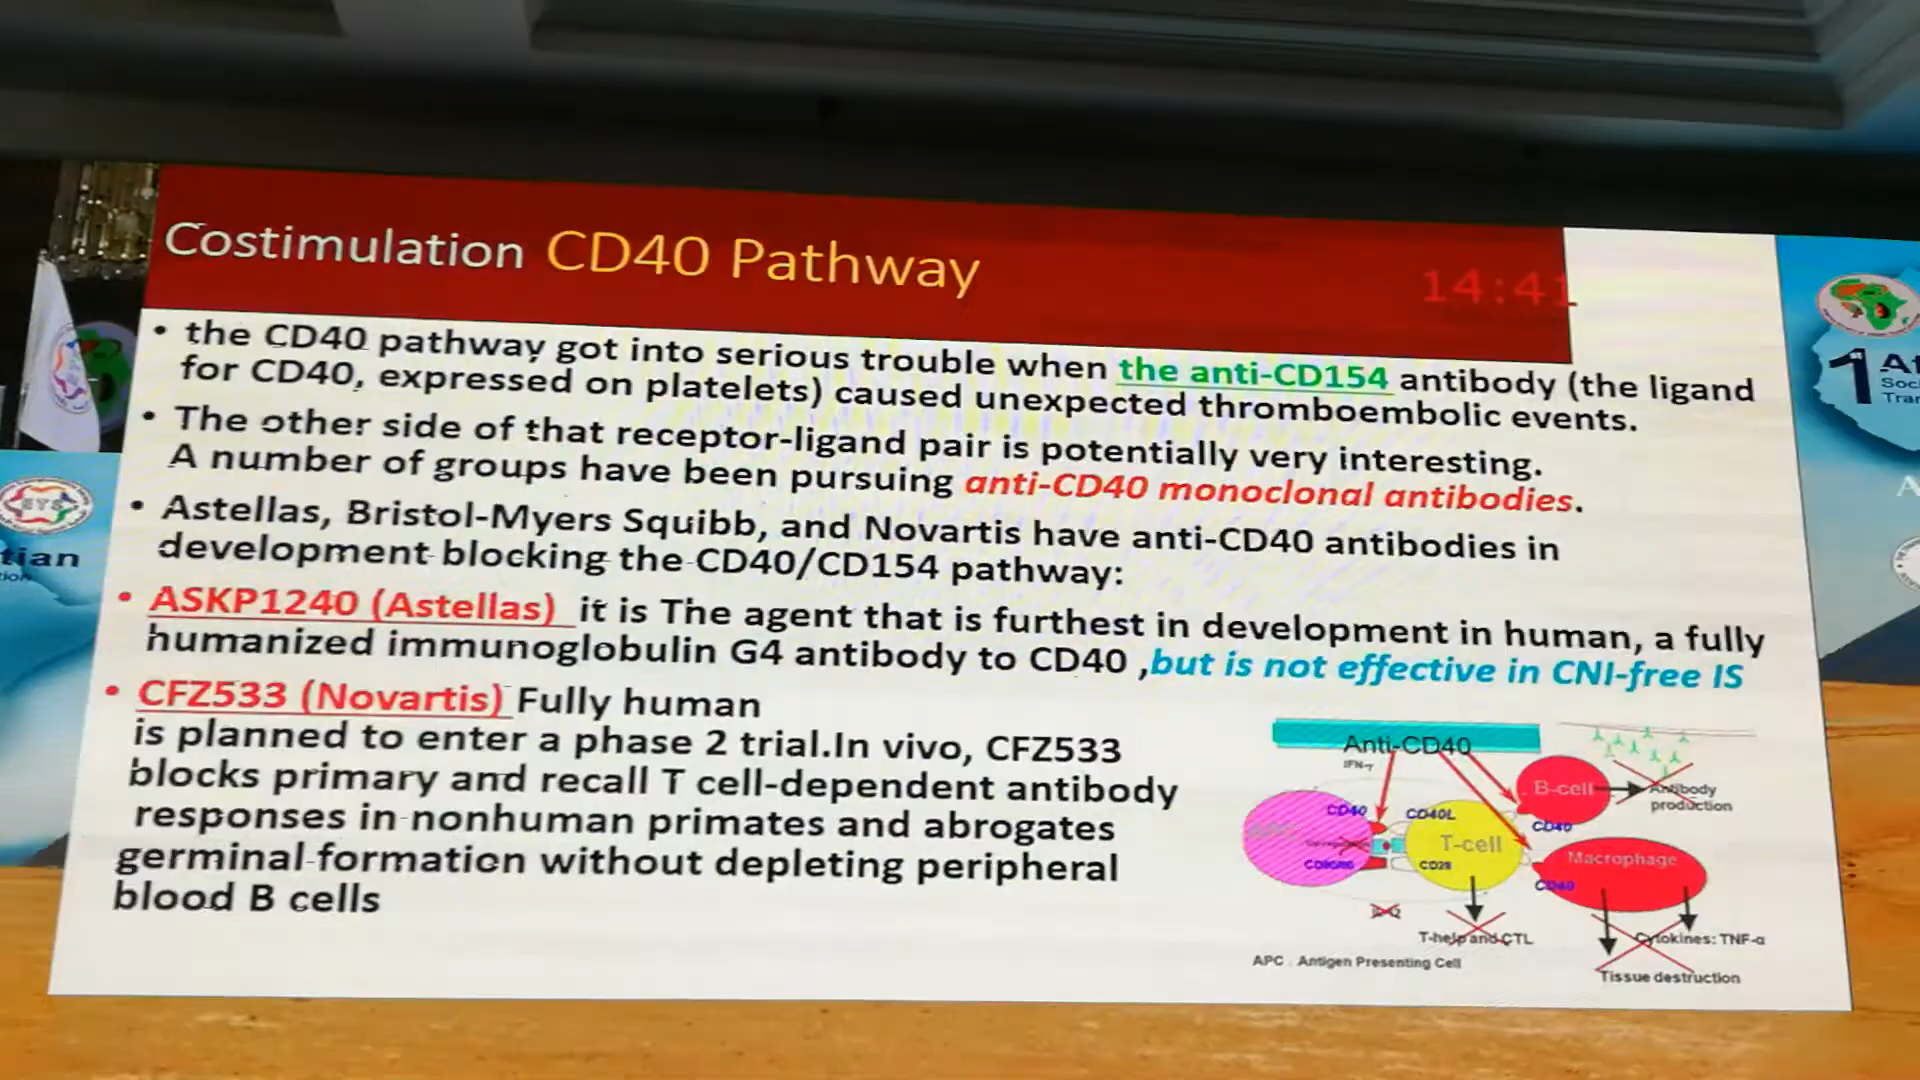 Costimulation CD40 Pathway
14:41
• the CD40 pathway got into serious trouble when the anti-CD154 antibody (the ligand
for CD40, expressed on platelets) caused unexpected thromboembolic events.
• The other side of that receptor-ligand pair is potentially very interesting.
A number of groups have been pursuing anti-CD40 monoclonal antibodies.
• Astellas, Bristol-Myers Squibb, and Novartis have anti-CD40 antibodies in
development blocking the CD40/CD154 pathway:
• ASKP1240 (Astellas) it is The agent that is furthest in development in human, a fully
humanized immunoglobulin G4 antibody to CD40 ,but is not effective in CNI-free IS
• CFZ533 (Novartis) Fully human
is planned to enter a phase 2 trial.In vivo, CFZ533
blocks primary and recall T cell-dependent antibody
responses in nonhuman primates and abrogates
germinal formation without depleting peripheral
blood B cells
Anti-CD40
IFN-γ
B-cell
Antibody
production
CD40
CD40L
CD40
T-cell
Macrophage
CD28
CD40
T-help and CTL
Cytokines: TNF-α
APC . Antigen Presenting Cell
Tissue destruction
1
Af
Soc
Tra
A
ETS
tian
tion